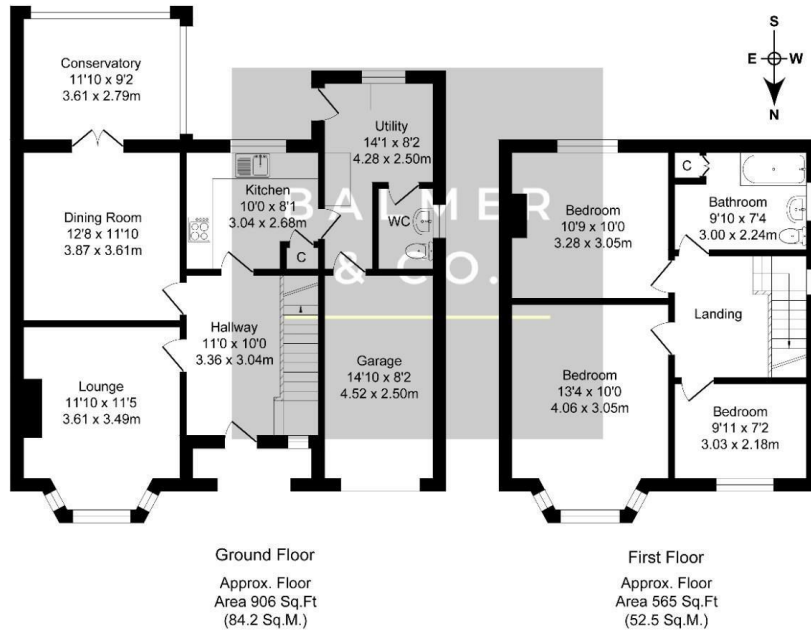 Conservatory
11'10 x 9'2
3.61 x 2.79m
Utility
14'1 x 8'2
4.28 x 2.50m
S
E W
N
Kitchen
10'0 x 8'1
3.04 x 2.68m
C
WC
Dining Room
12'8 x 11'10
3.87 x 3.61m
Hallway
11'0 x 10'0
3.36 x 3.04m
Lounge
11'10 x 11'5
3.61 x 3.49m
Garage
14'10 x 8'2
4.52 x 2.50m
BALMER
& CO.
Bedroom
10'9 x 10'0
3.28 x 3.05m
C
Bathroom
9'10 x 7'4
3.00 x 2.24m
Landing
Bedroom
13'4 x 10'0
4.06 x 3.05m
Bedroom
9'11 x 7'2
3.03 x 2.18m
Ground Floor
Approx. Floor
Area 906 Sq.Ft
(84.2 Sq.M.)
First Floor
Approx. Floor
Area 565 Sq.Ft
(52.5 Sq.M.)